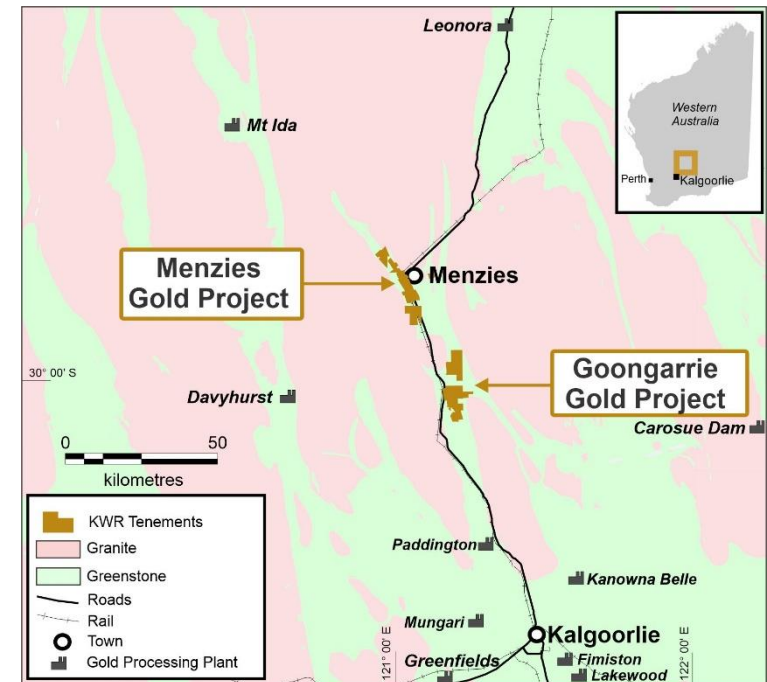 Leonora
Western
Australia
Perth
Kalgoorlie
Mt Ida
Menzies
Gold Project
Menzies
30° 00' S
Goongarrie
Gold Project
Davyhurst
Carosue Dam
0 50
kilometres
KWR Tenements
Granite
Greenstone
Roads
Rail
Town
Gold Processing Plant
Paddington
Kanowna Belle
Mungari
Kalgoorlie
Greenfields
121° 00' E
Fimiston
Lakewood
122° 00' E